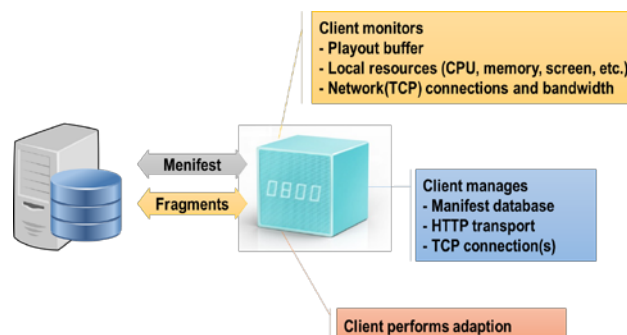 Client monitors
- Playout buffer
- Local resources (CPU, memory, screen, etc.)
- Network(TCP) connections and bandwidth
Menifest
Fragments
0800
Client manages
- Manifest database
- HTTP transport
- TCP connection(s)
Client performs adaption